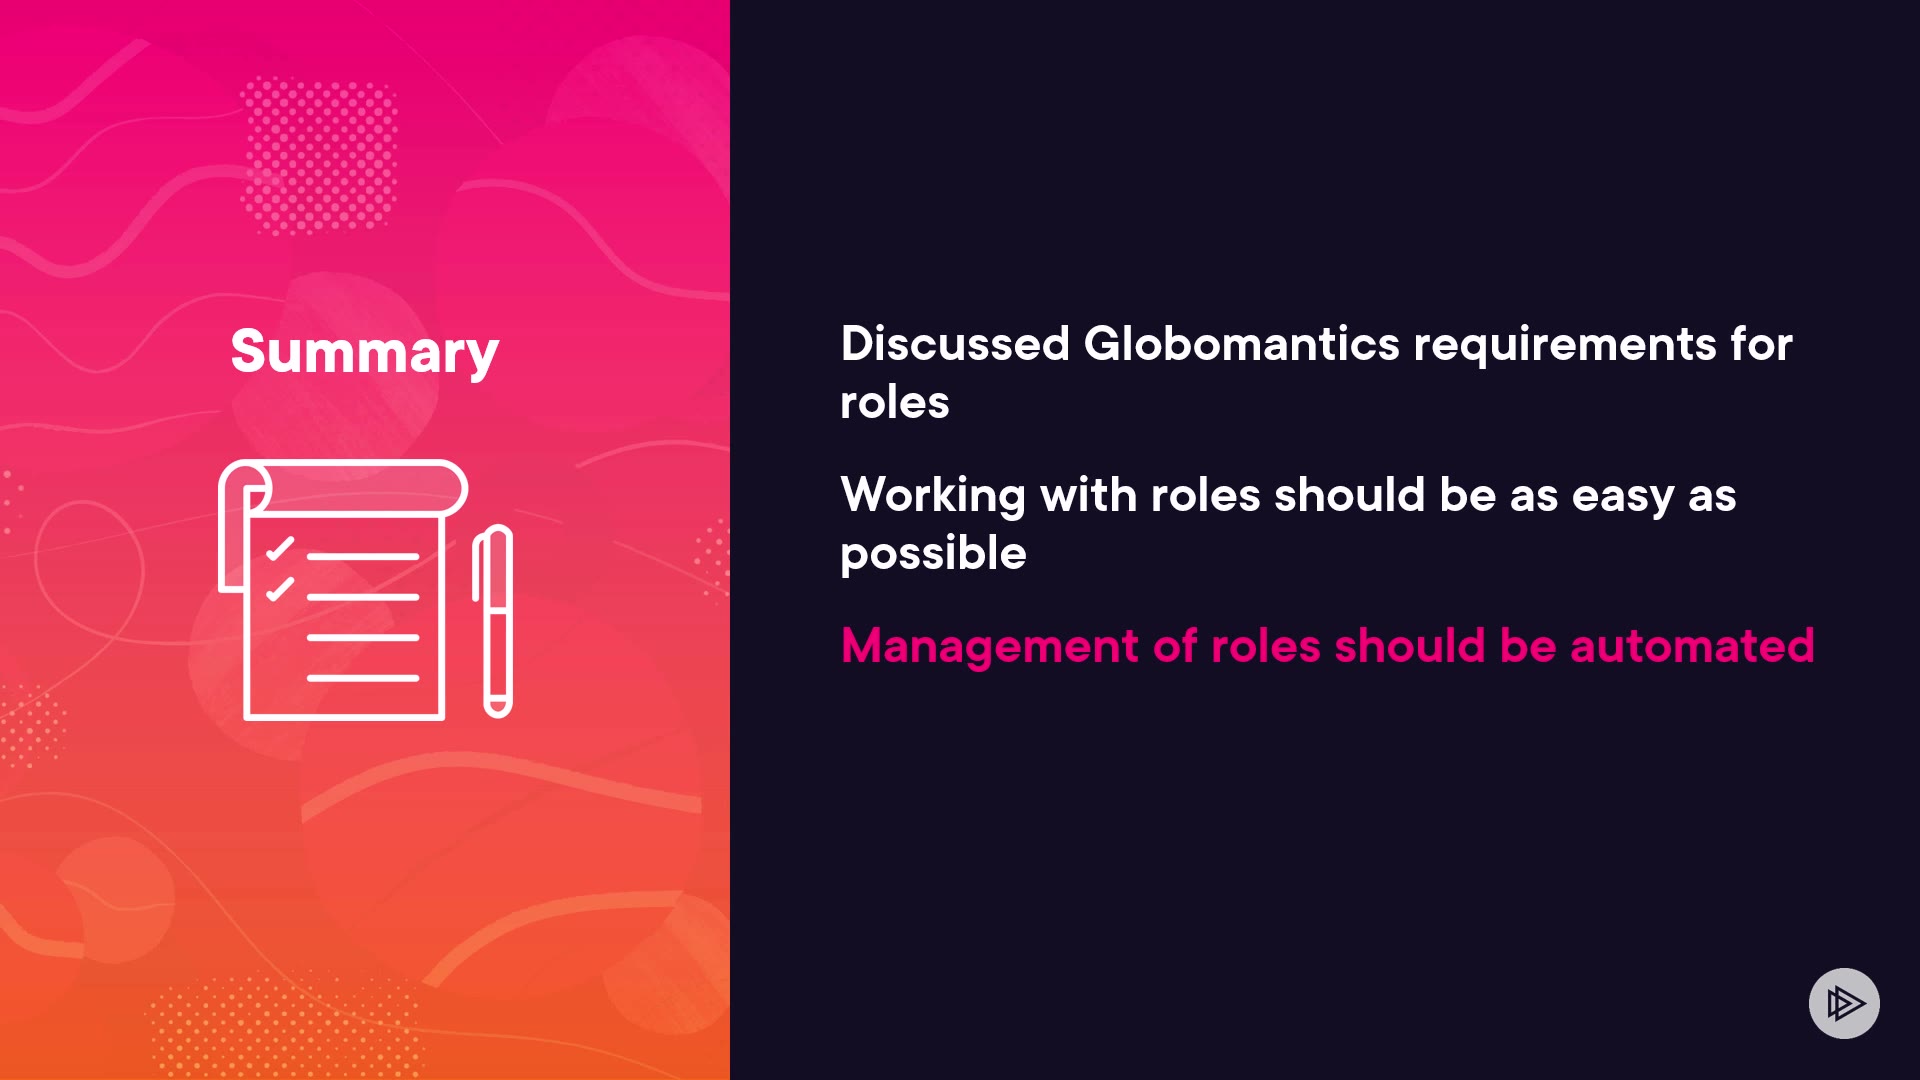 Summary
Discussed Globomantics requirements for
roles
Working with roles should be as easy as
possible
Management of roles should be automated